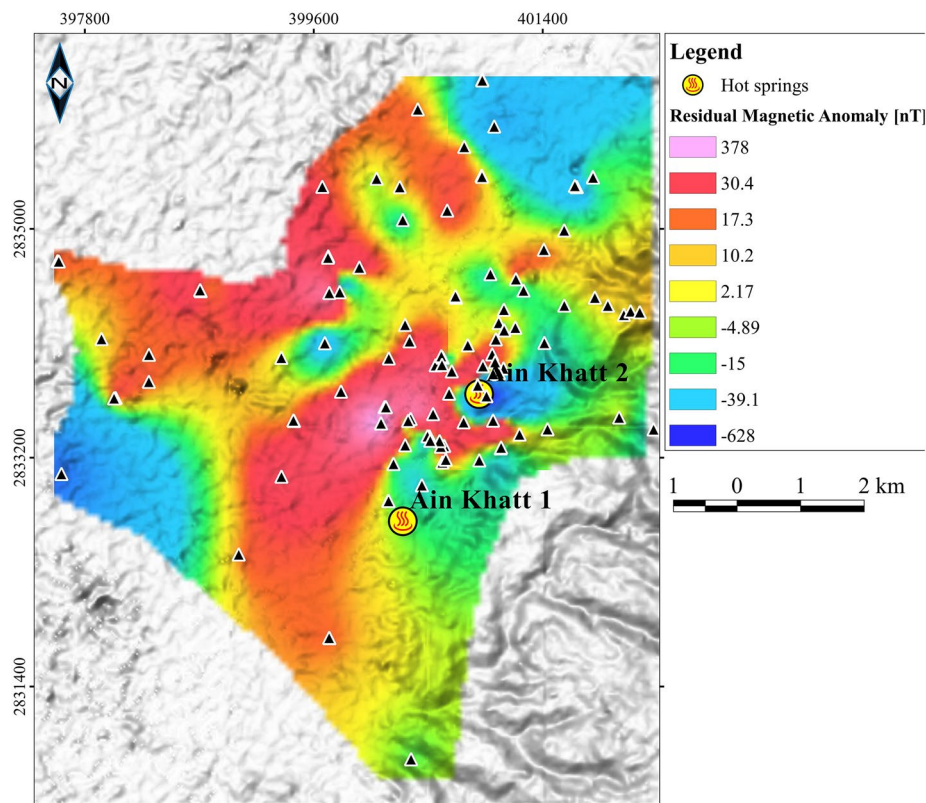 397800 399600 401400
2835000
2833200
2831400
N
Ain Khatt 2
Ain Khatt 1
Legend
Hot springs
Residual Magnetic Anomaly [nT]
378
30.4
17.3
10.2
2.17
-4.89
-15
-39.1
-628
1 0 1 2 km